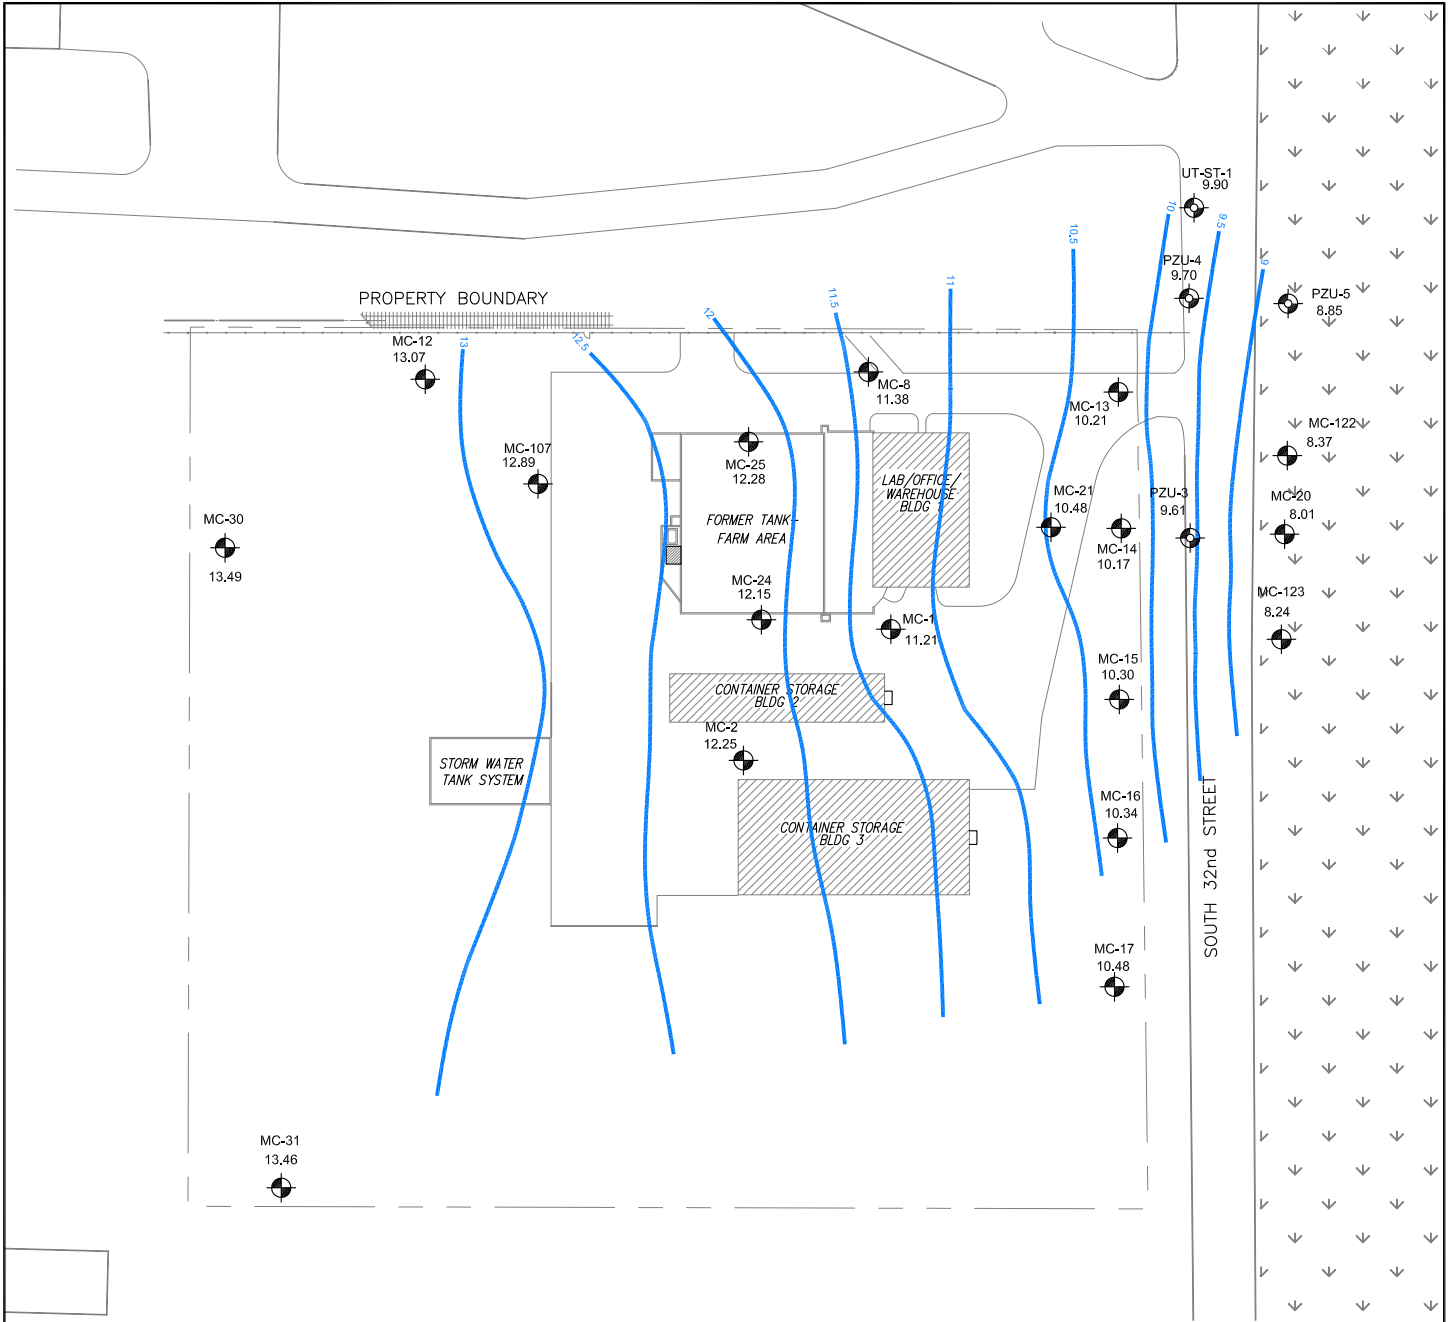 UT-ST-1
9.90
10
9.5
10.5
PZU-4
9.70
9
11
PZU-5
8.85
PROPERTY BOUNDARY
11.5
12
12.5
13
MC-12
13.07
MC-8
11.38
MC-13
10.21
MC-122
8.37
MC-107
12.89
MC-25
12.28
LAB/OFFICE/
WAREHOUSE
BLDG 1
MC-21
10.48
PZU-3
9.61
MC-20
8.01
MC-30
13.49
FORMER TANK
FARM AREA
MC-14
10.17
MC-24
12.15
MC-1
11.21
MC-123
8.24
MC-15
10.30
CONTAINER STORAGE
BLDG 2
MC-2
12.25
STORM WATER
TANK SYSTEM
MC-16
10.34
CONTAINER STORAGE
BLDG 3
SOUTH 32nd STREET
MC-17
10.48
MC-31
13.46